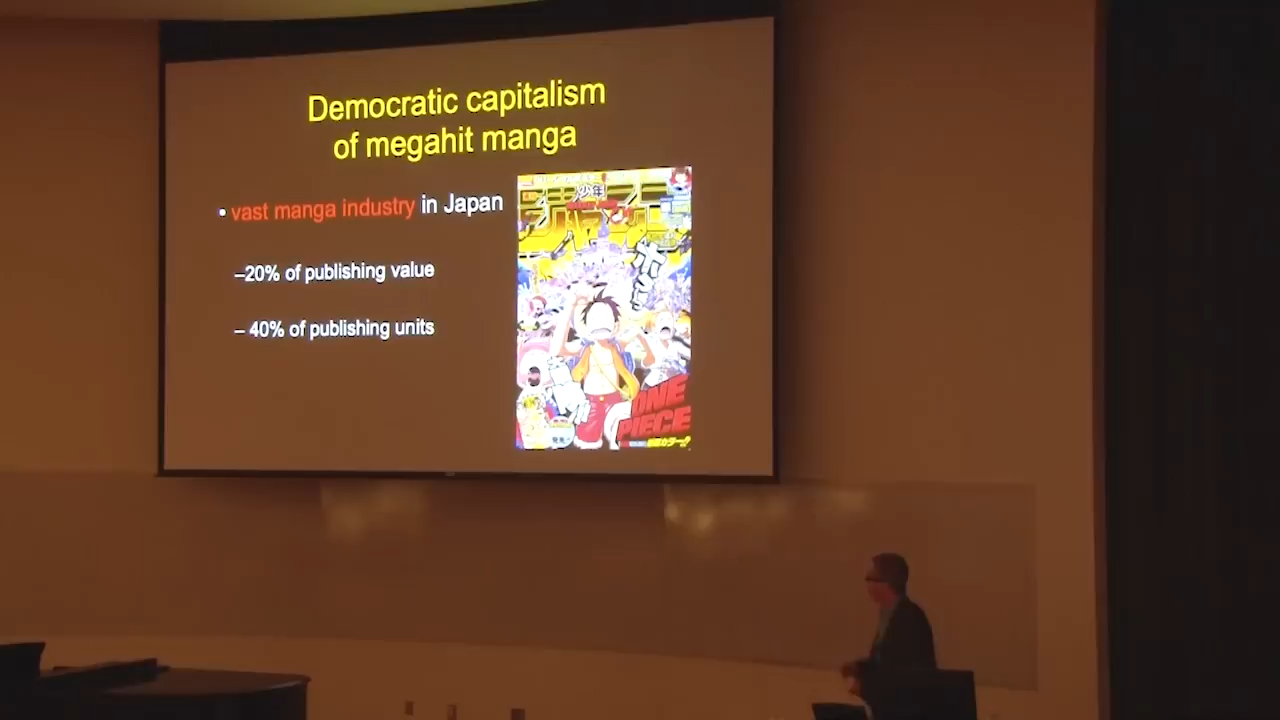 Democratic capitalism
of megahit manga
• vast manga industry in Japan
–20% of publishing value
– 40% of publishing units
少年
ONE
PIECE